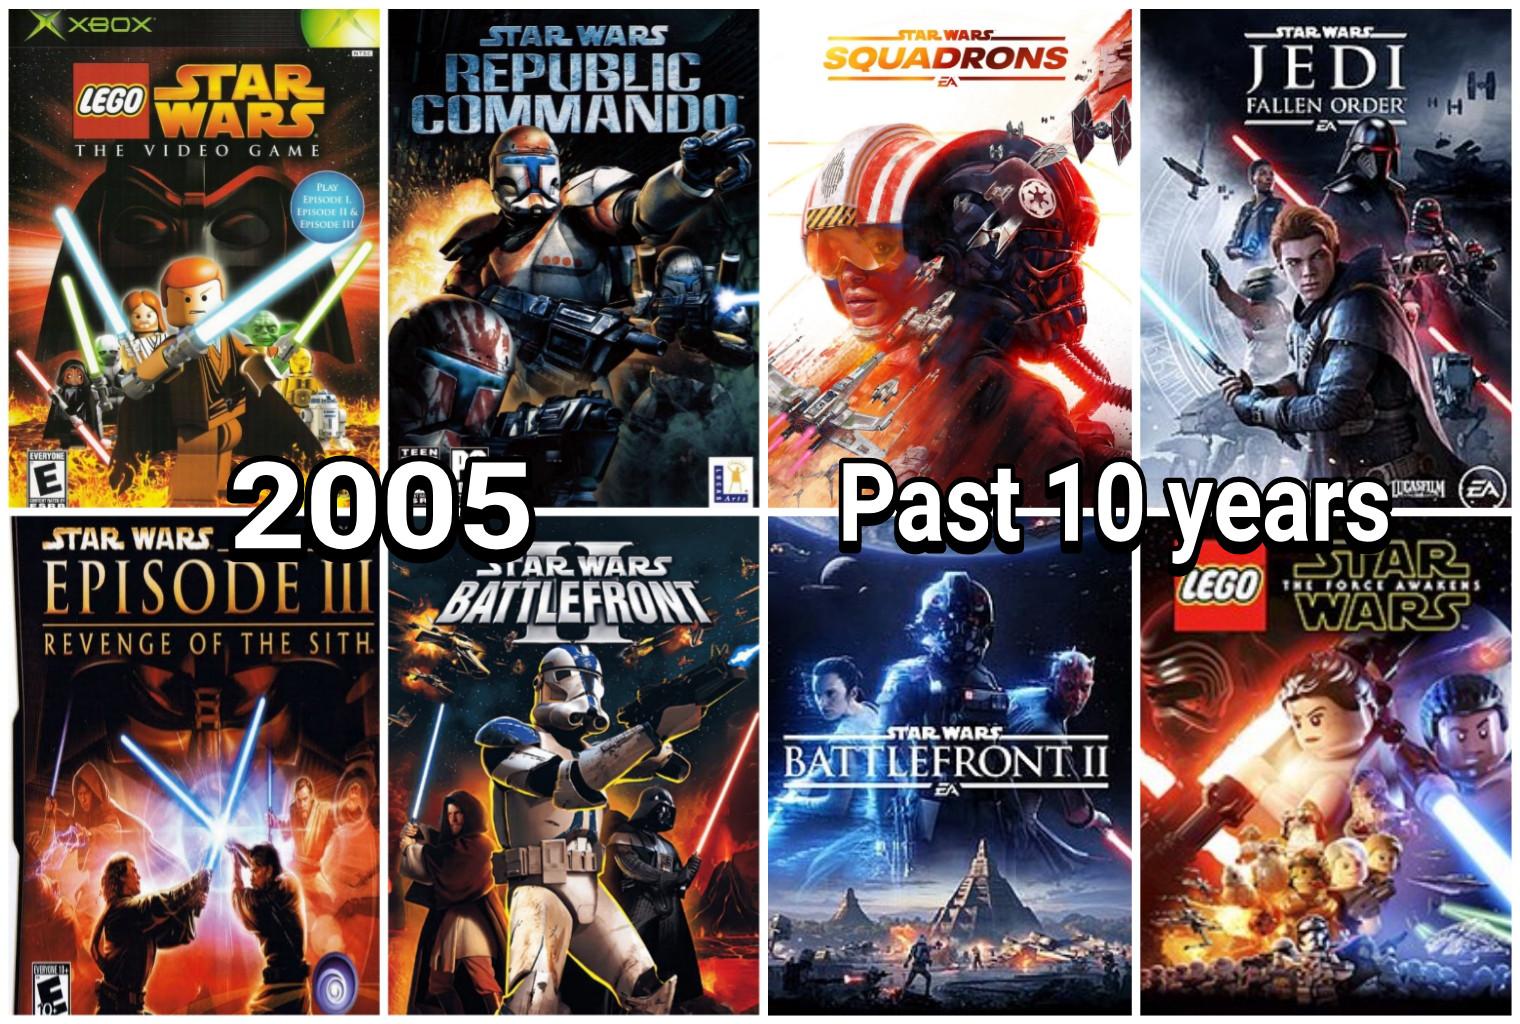 XBOX
NTSC
LEGO
STAR
WARS
THE VIDEO GAME
PLAY
EPISODE I,
EPISODE II &
EPISODE III
EVERYONE
E
STAR WARS
REPUBLIC
COMMANDO
TEEN
PC
LUCAS
Arts
STAR WARS
SQUADRONS
EA
STAR WARS
JEDI
FALLEN ORDER
EA
LUCASFILM
EA
2005
Past 10 years
STAR WARS
EPISODE III
REVENGE OF THE SITH
EVERYONE 10+
E
10+
II
STAR WARS
BATTLEFRONT
STAR WARS
BATTLEFRONT II
EA
LEGO
STAR
THE FORCE AWAKENS
WARS